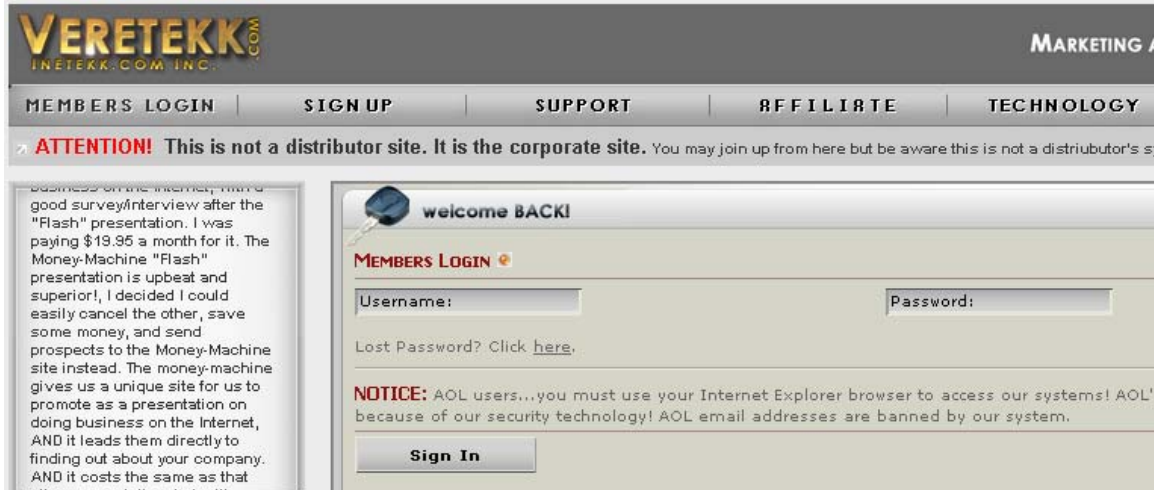 VERETEKK.COM
INETEKK.COM INC.
MARKETING
MEMBERS LOGIN
SIGN UP
SUPPORT
AFFILIATE
TECHNOLOGY
ATTENTION! This is not a distributor site. It is the corporate site. You may join up from here but be aware this is not a distriubutor's
business on the internet, with a
good survey/interview after the
"Flash" presentation. I was
paying $19.95 a month for it. The
Money-Machine "Flash"
presentation is upbeat and
superior!, I decided I could
easily cancel the other, save
some money, and send
prospects to the Money-Machine
site instead. The money-machine
gives us a unique site for us to
promote as a presentation on
doing business on the Internet,
AND it leads them directly to
finding out about your company.
AND it costs the same as that
welcome BACK!
MEMBERS LOGIN
Username:
Password:
Lost Password? Click here.
NOTICE: AOL users...you must use your Internet Explorer browser to access our systems! AOL'
because of our security technology! AOL email addresses are banned by our system.
Sign In